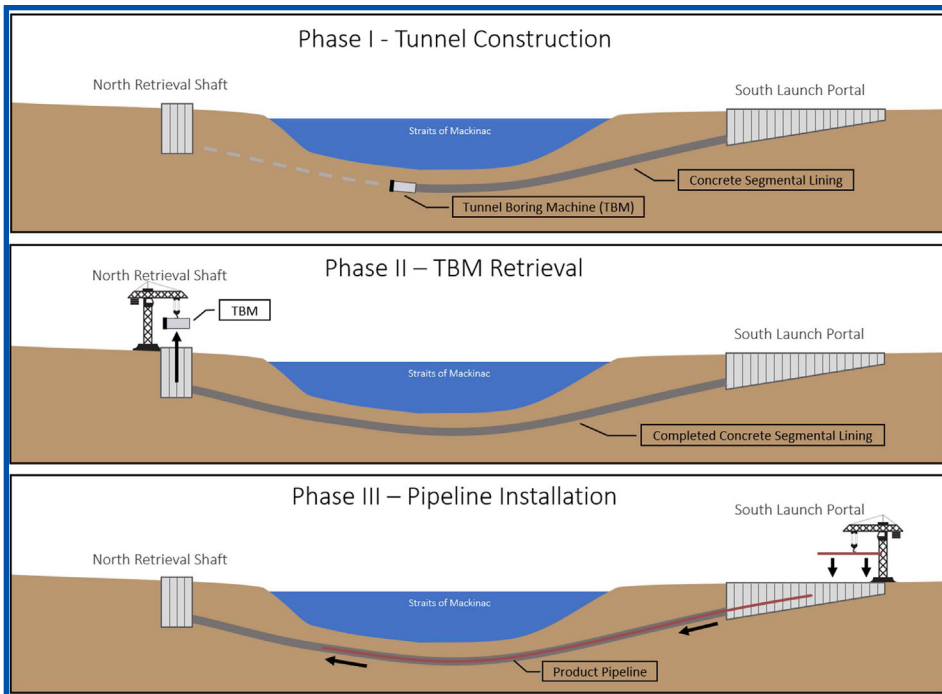 Phase I - Tunnel Construction
North Retrieval Shaft
South Launch Portal
Straits of Mackinac
Concrete Segmental Lining
Tunnel Boring Machine (TBM)
Phase II – TBM Retrieval
North Retrieval Shaft
TBM
South Launch Portal
Straits of Mackinac
Completed Concrete Segmental Lining
Phase III – Pipeline Installation
South Launch Portal
North Retrieval Shaft
Straits of Mackinac
Product Pipeline